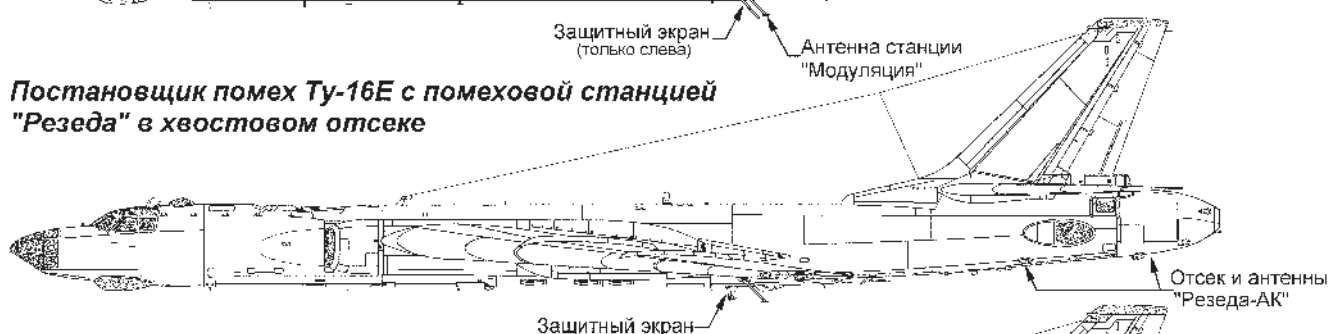 Защитный экран
(только слева)
Антенна станции
"Модуляция"
Постановщик помех Ту-16Е с помеховой станцией
"Резеда" в хвостовом отсеке
Отсек и антенны
"Резеда-АК"
Защитный экран